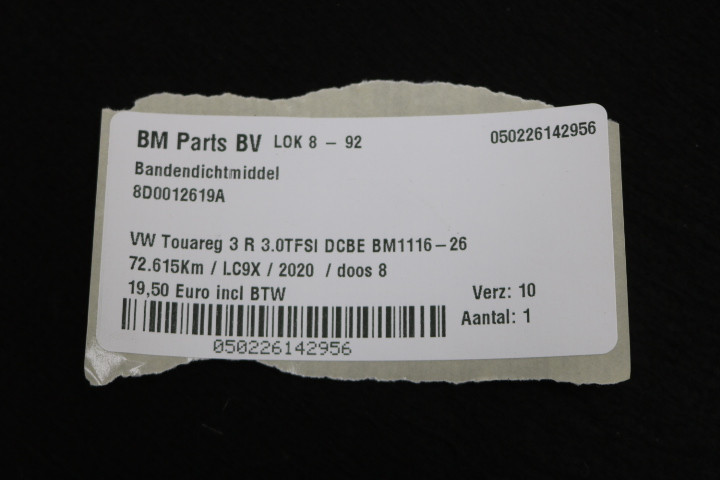 BM Parts BV LOK 8 - 92 050226142956
Bandendichtmiddel
8D0012619A
VW Touareg 3 R 3.0TFSI DCBE BM1116-26
72.615Km / LC9X / 2020 / doos 8
19,50 Euro incl BTW Verz: 10
Aantal: 1
050226142956